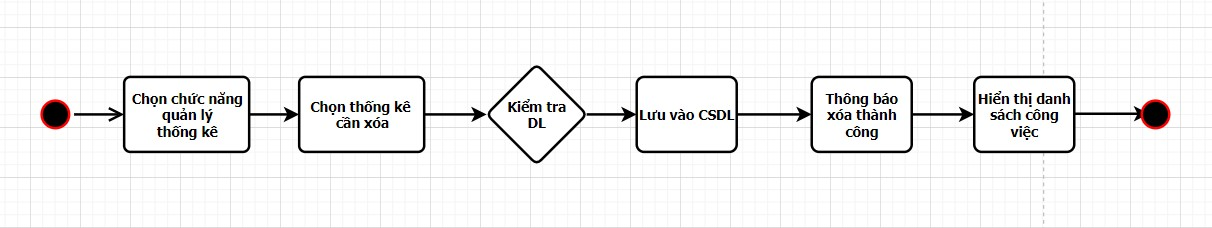 Chọn chức năng
quản lý
thống kê
Chọn thống kê
cần xóa
Kiểm tra
DL
Lưu vào CSDL
Thông báo
xóa thành
công
Hiển thị danh
sách công
việc